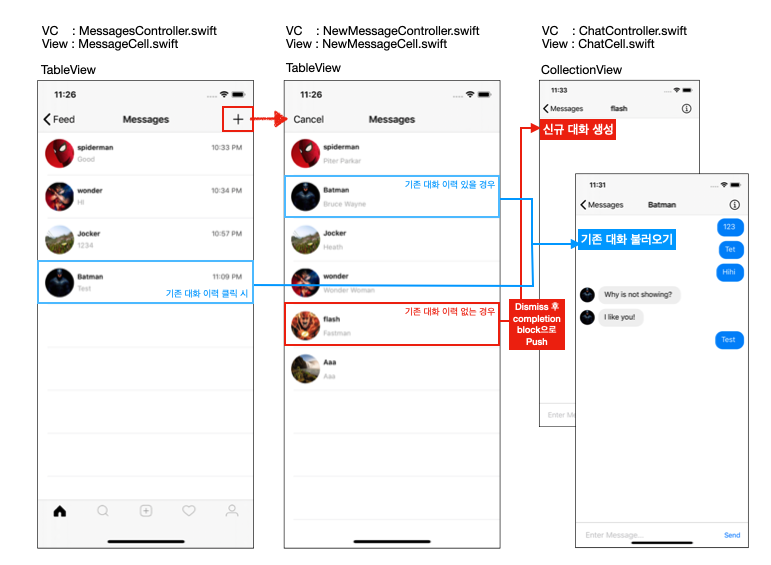 VC : MessagesController.swift
View : MessageCell.swift
TableView
11:26
Feed
Messages
spiderman
Good
10:33 PM
wonder
Hi
10:34 PM
Jocker
1234
10:57 PM
Batman
Test
11:09 PM
기존 대화 이력 클릭 시
VC : NewMessageController.swift
View : NewMessageCell.swift
TableView
11:26
Cancel
Messages
spiderman
Piter Parkar
기존 대화 이력 있을 경우
Batman
Bruce Wayne
Jocker
Heath
wonder
Wonder Woman
기존 대화 이력 없는 경우
flash
Fastman
Aaa
Aaa
Dismiss 후
completion
block으로
Push
VC : ChatController.swift
View : ChatCell.swift
CollectionView
11:33
Messages
flash
신규 대화 생성
Enter Me
11:31
Messages
Batman
123
기존 대화 불러오기
Tet
Hihi
Why is not showing?
I like you!
Test
Enter Message...
Send